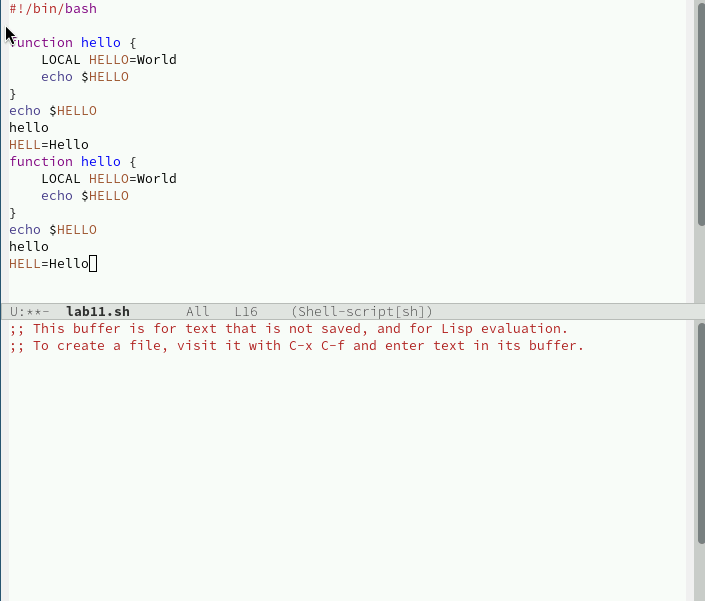 #!/bin/bash
function hello {
    LOCAL HELLO=World
    echo $HELLO
}
echo $HELLO
hello
HELL=Hello
function hello {
    LOCAL HELLO=World
    echo $HELLO
}
echo $HELLO
hello
HELL=Hello
U:**-  lab11.sh       All   L16    (Shell-script[sh])
;; This buffer is for text that is not saved, and for Lisp evaluation.
;; To create a file, visit it with C-x C-f and enter text in its buffer.